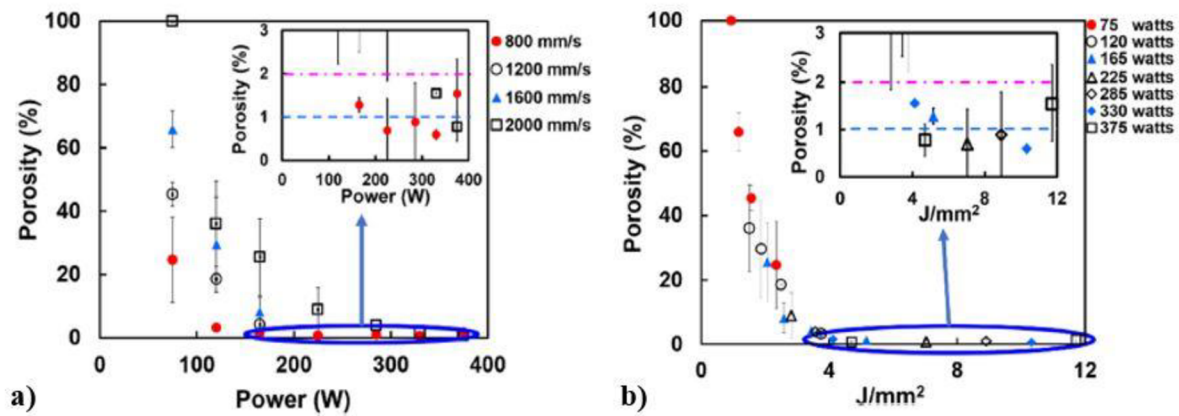 100
80
60
40
20
0
Porosity (%)
0 100 200 300 400
Power (W)
3
2
1
0
Porosity (%)
0 100 200 300 400
Power (W)
800 mm/s
1200 mm/s
1600 mm/s
2000 mm/s
a)
100
80
60
40
20
0
Porosity (%)
0 4 8 12
J/mm²
3
2
1
0
Porosity (%)
0 4 8 12
J/mm²
75 watts
120 watts
165 watts
225 watts
285 watts
330 watts
375 watts
b)